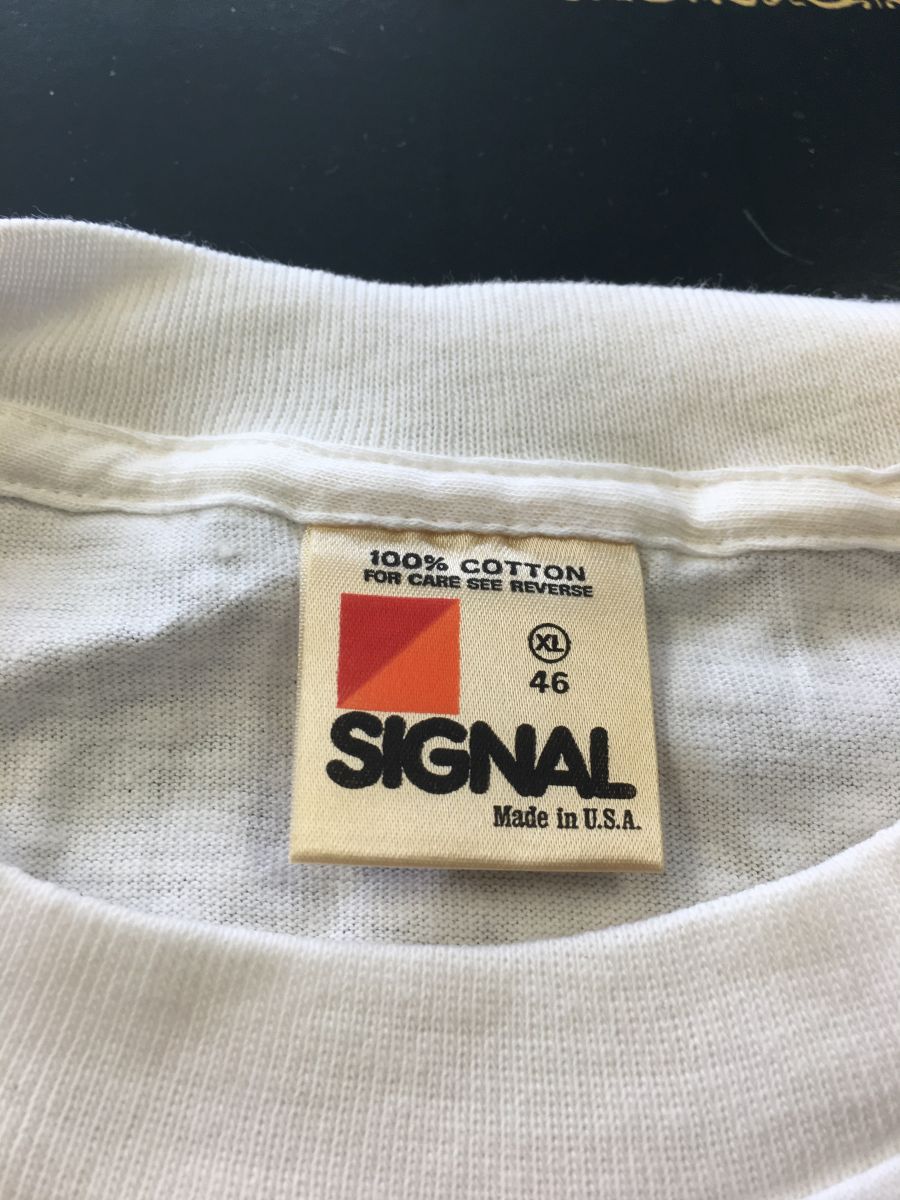 100% COTTON
FOR CARE SEE REVERSE
XL
46
SIGNAL
Made in U.S.A.